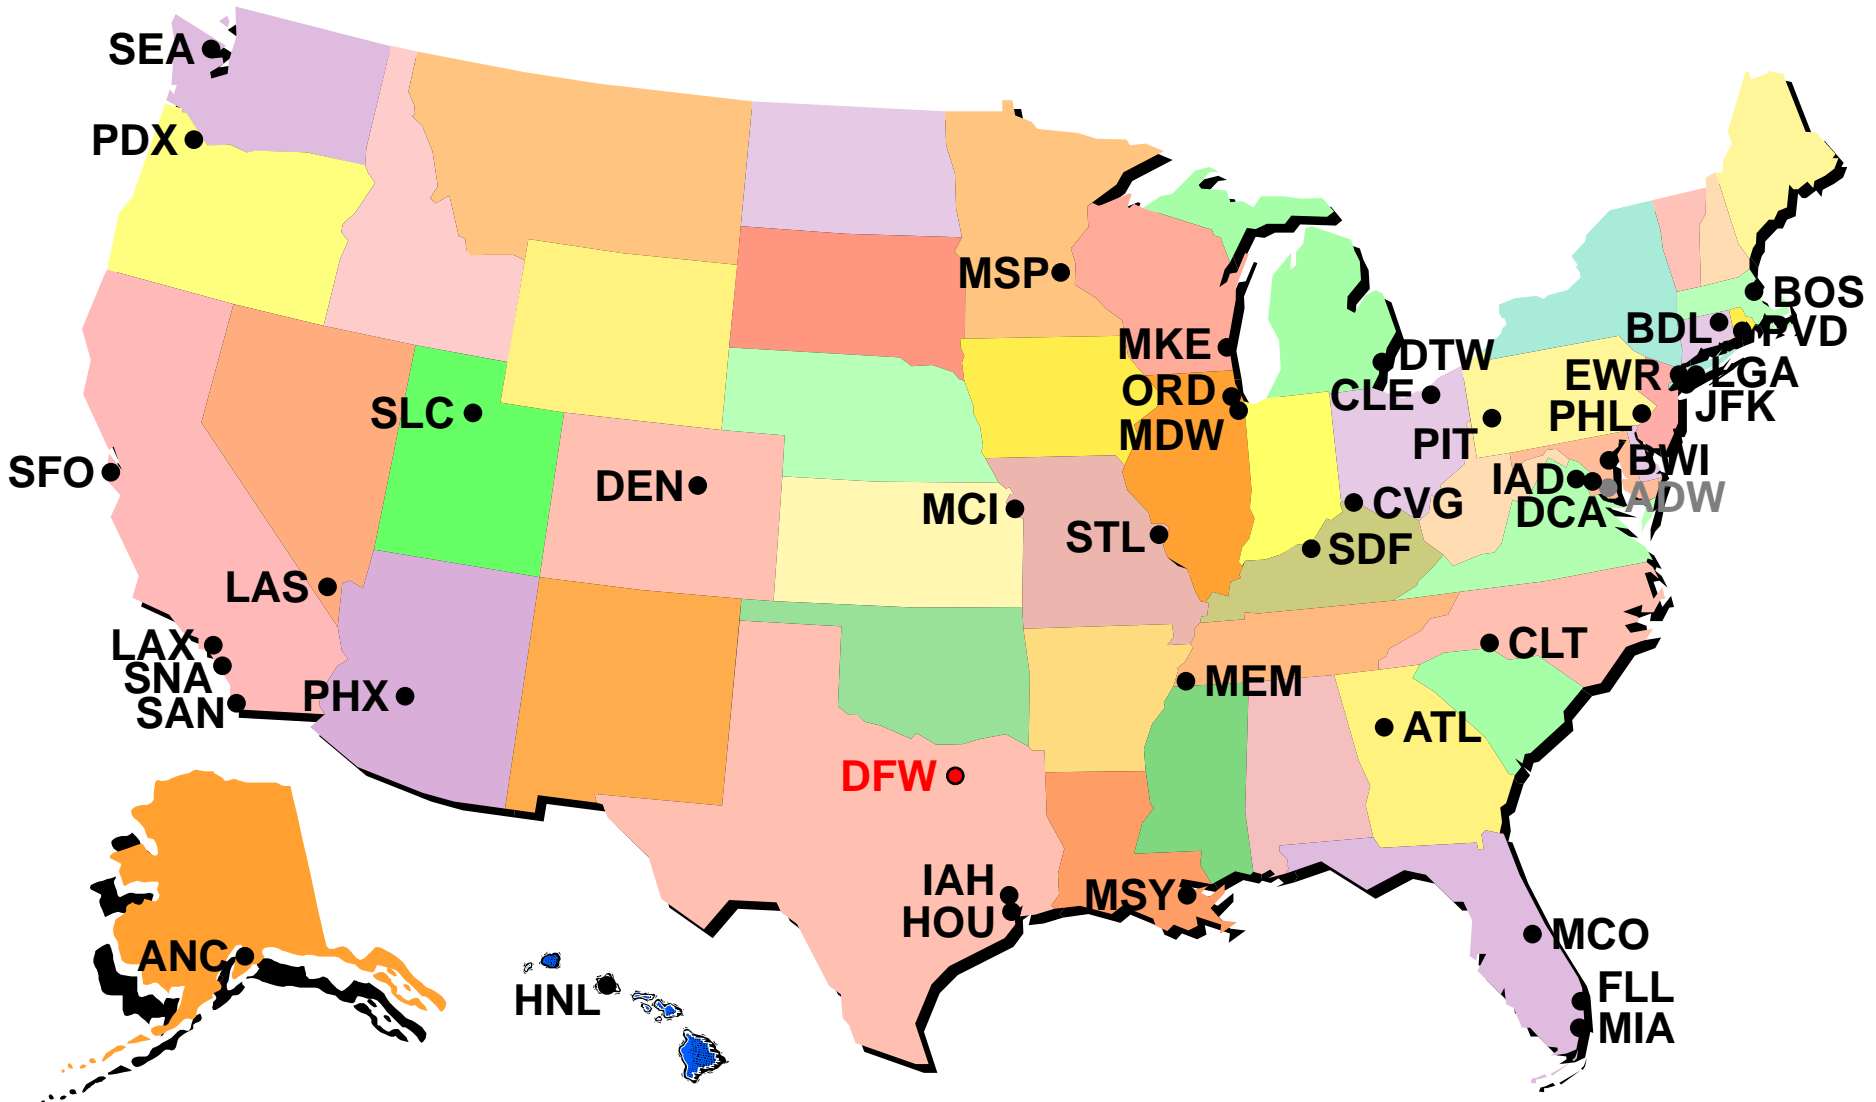 SEA
PDX
MSP
BOS
BDL
PVD
MKE
DTW
EWR
LGA
ORD
CLE
JFK
SLC
PHL
MDW
PIT
SFO
BWI
DEN
IAD
ADW
MCI
CVG
DCA
STL
SDF
LAS
LAX
CLT
SNA
MEM
PHX
SAN
ATL
DFW
IAH
MSY
HOU
MCO
ANC
FLL
HNL
MIA